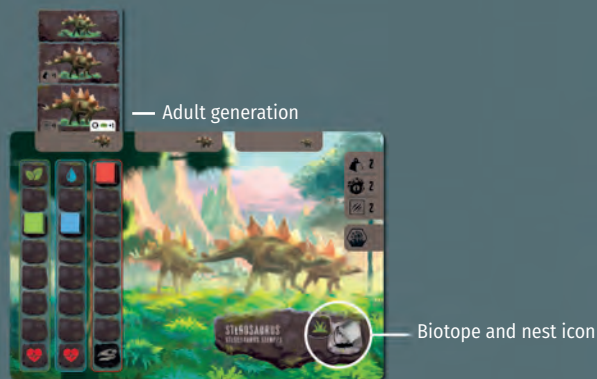 Adult generation
2
2
2
STEGOSAURUS
Biotope and nest icon